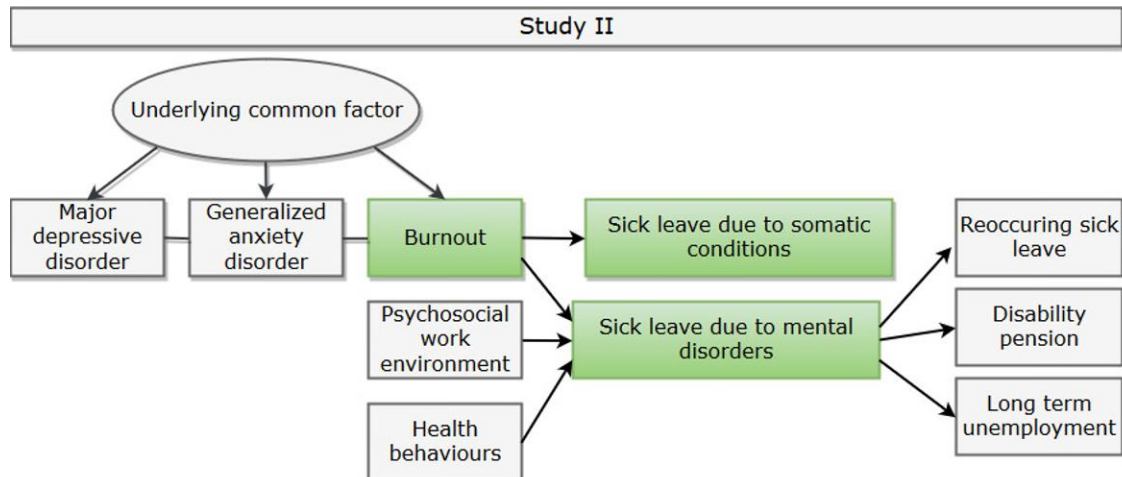 Study II
Underlying common factor
Major
depressive
disorder
Generalized
anxiety
disorder
Burnout
Sick leave due to somatic
conditions
Reoccuring sick
leave
Psychosocial
work
environment
Sick leave due to mental
disorders
Disability
pension
Health
behaviours
Long term
unemployment